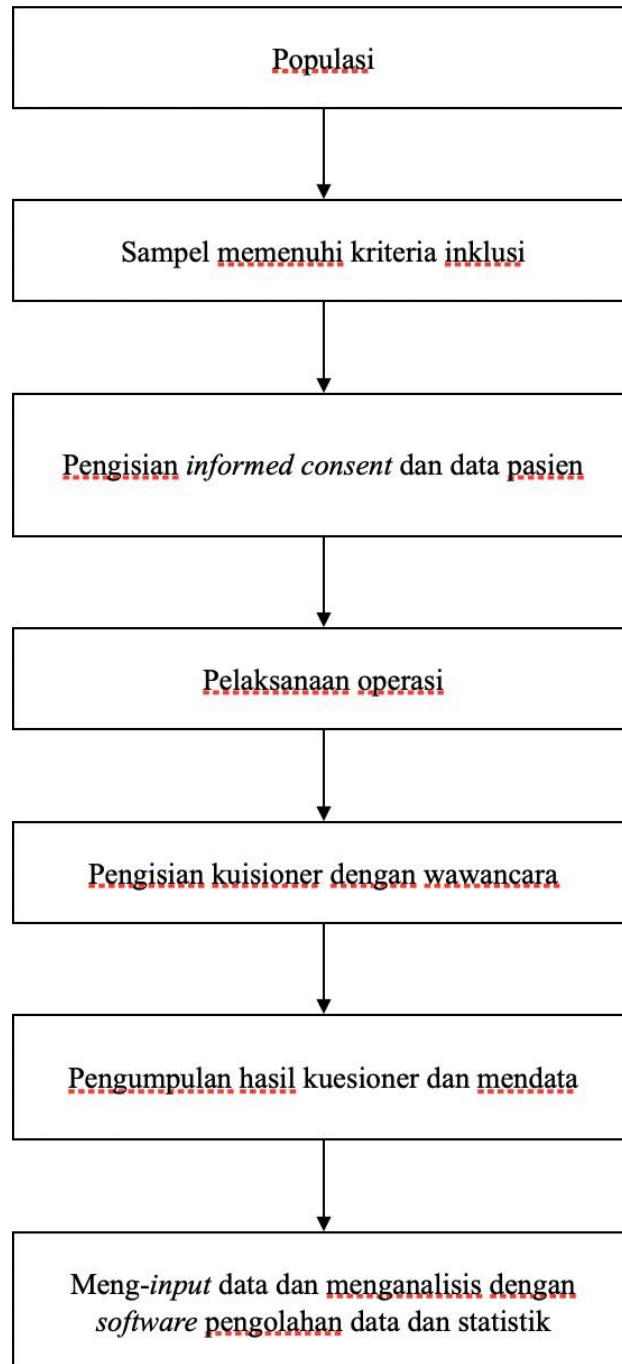 Populasi
Sampel memenuhi kriteria inklusi
Pengisian informed consent dan data pasien
Pelaksanaan operasi
Pengisian kuisioner dengan wawancara
Pengumpulan hasil kuesioner dan mendata
Meng-input data dan menganalisis dengan
software pengolahan data dan statistik